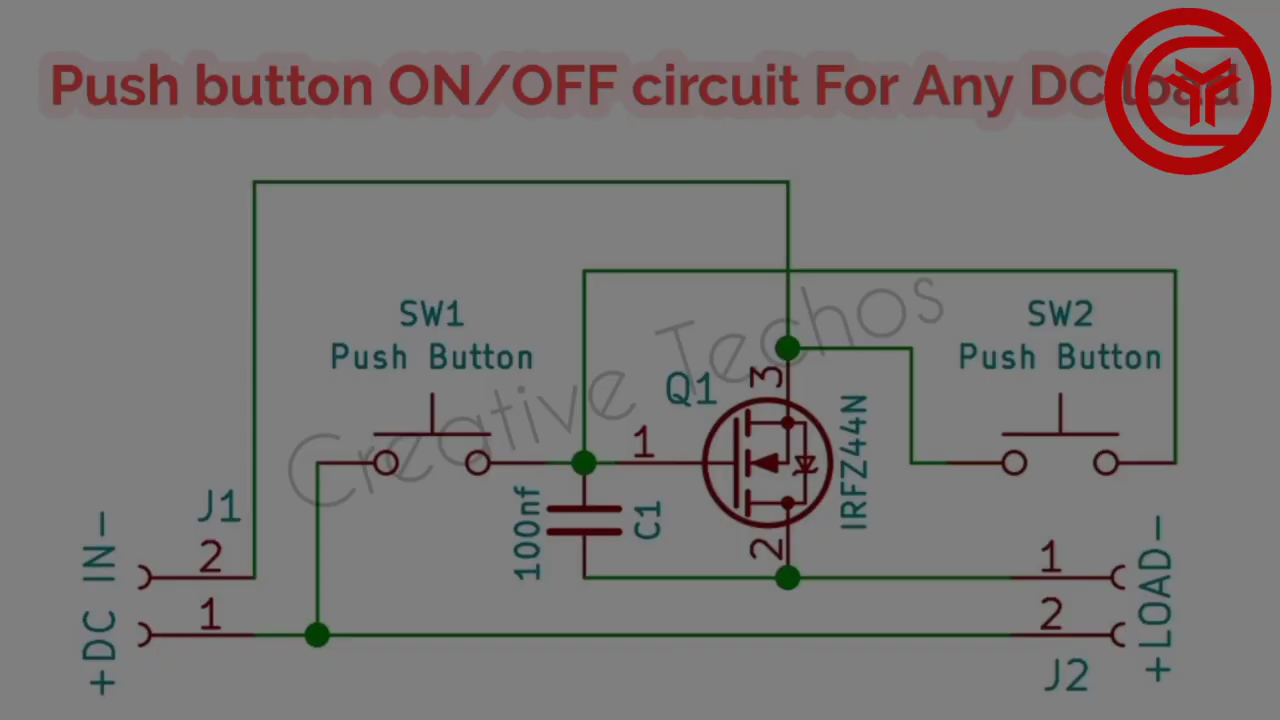 Push button ON/OFF circuit For Any DC load
SW1
Push Button
SW2
Push Button
Creative Techos
Q1
3
1
IRFZ44N
2
100nf
C1
J1
2
1
+DC IN-
1
2
+LOAD-
J2